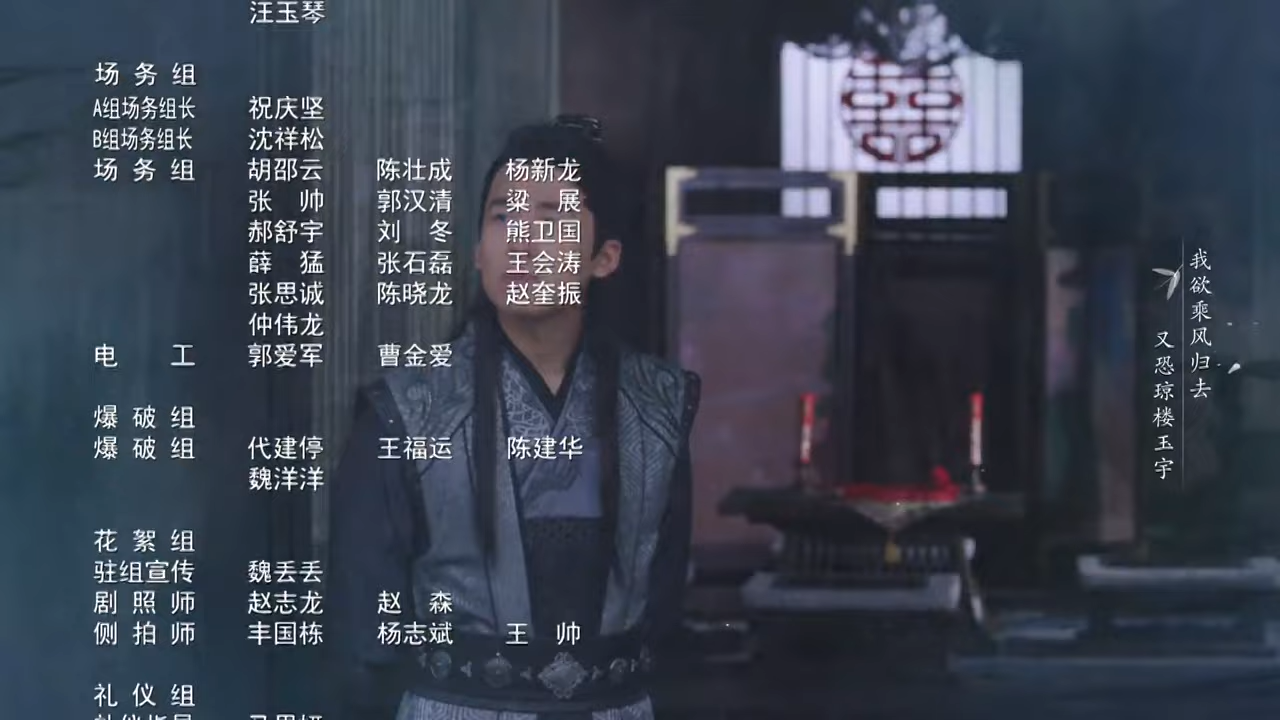 汪玉琴
场务组
A组场务组长 祝庆坚
B组场务组长 沈祥松
场务组 胡邵云 陈壮成 杨新龙
张帅 郭汉清 梁展
郝舒宇 刘冬 熊卫国
薛猛 张石磊 王会涛
张思诚 陈晓龙 赵奎振
仲伟龙
电工 郭爱军 曹金爱
爆破组
爆破组 代建停 王福运 陈建华
魏洋洋
花絮组
驻组宣传 魏丢丢
剧照师 赵志龙 赵森
侧拍师 丰国栋 杨志斌 王帅
礼仪组
我欲乘风归去
又恐琼楼玉宇